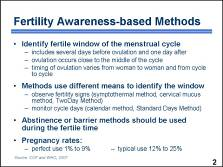 Fertility Awareness-based Methods
• Identify fertile window of the menstrual cycle
– includes several days before ovulation and one day after
– ovulation occurs close to the middle of the cycle
– timing of ovulation varies from woman to woman and from cycle
to cycle
• Methods use different means to identify the window
– observe fertility signs (symptothermal method, cervical mucus
method, TwoDay Method)
– monitor cycle days (calendar method, Standard Days Method)
• Abstinence or barrier methods should be used
during the fertile time
• Pregnancy rates:
– perfect use 1% to 9% – typical use 12% to 25%
Source: CCP and WHO, 2007
2